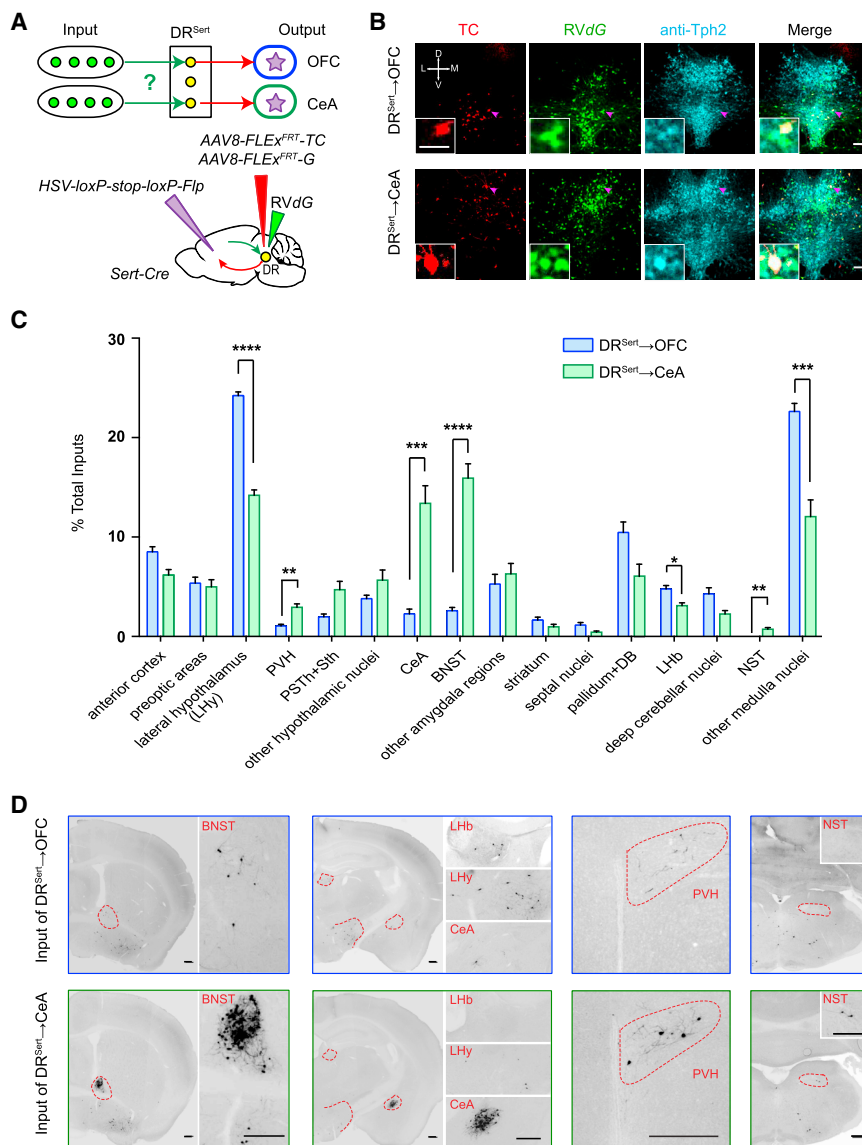 A
Input
DR^Sert
Output
OFC
?
CeA
AAV8-FLEx^FRT-TC
AAV8-FLEx^FRT-G
HSV-loxP-stop-loxP-Flp
RVdG
DR
Sert-Cre
B
TC
RVdG
anti-Tph2
Merge
DR^Sert→OFC
D
L
M
V
DR^Sert→CeA
C
30
20
10
0
% Total Inputs
DR^Sert→OFC
DR^Sert→CeA
****
**
***
****
*
**
***
anterior cortex
preoptic areas
lateral hypothalamus
(LHy)
PVH
PSTh+Sth
other hypothalamic nuclei
CeA
BNST
other amygdala regions
striatum
septal nuclei
pallidum+DB
LHb
deep cerebellar nuclei
NST
other medulla nuclei
D
Input of DR^Sert→OFC
BNST
LHb
LHy
CeA
PVH
NST
Input of DR^Sert→CeA
BNST
LHb
LHy
CeA
PVH
NST